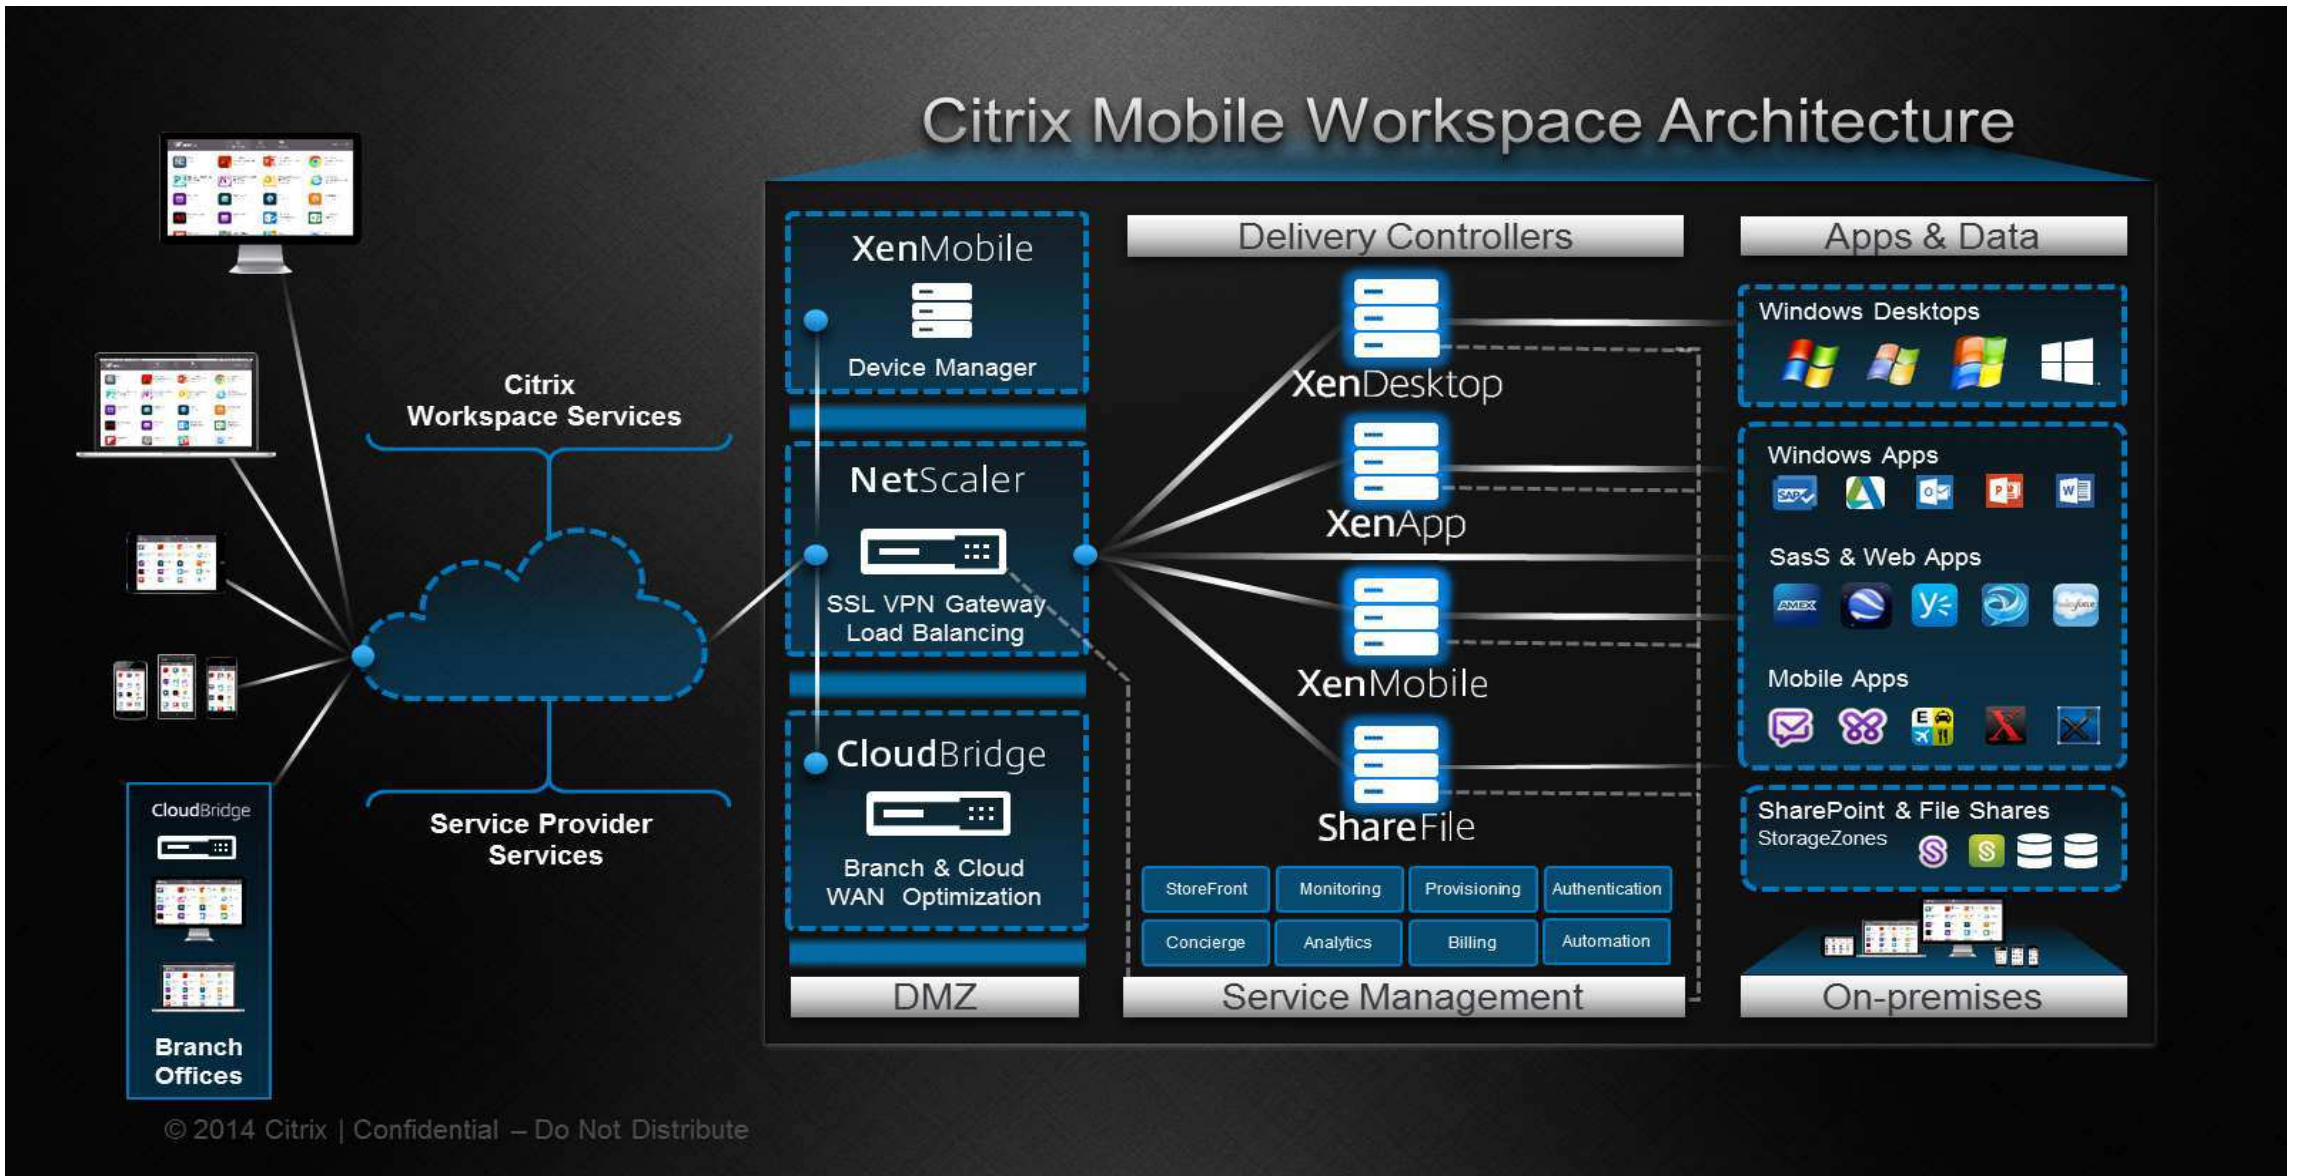 Citrix Mobile Workspace Architecture
Citrix
Workspace Services
Service Provider
Services
CloudBridge
Branch
Offices
XenMobile
Device Manager
NetScaler
SSL VPN Gateway
Load Balancing
CloudBridge
Branch & Cloud
WAN Optimization
DMZ
Delivery Controllers
XenDesktop
XenApp
XenMobile
ShareFile
StoreFront
Monitoring
Provisioning
Authentication
Concierge
Analytics
Billing
Automation
Service Management
Apps & Data
Windows Desktops
Windows Apps
SAP
SasS & Web Apps
AMEX
Mobile Apps
SharePoint & File Shares
StorageZones
On-premises
© 2014 Citrix | Confidential – Do Not Distribute